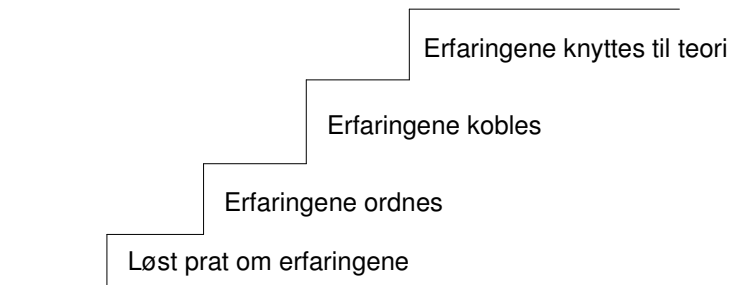 Erfaringene knyttes til teori
Erfaringene kobles
Erfaringene ordnes
Løst prat om erfaringene